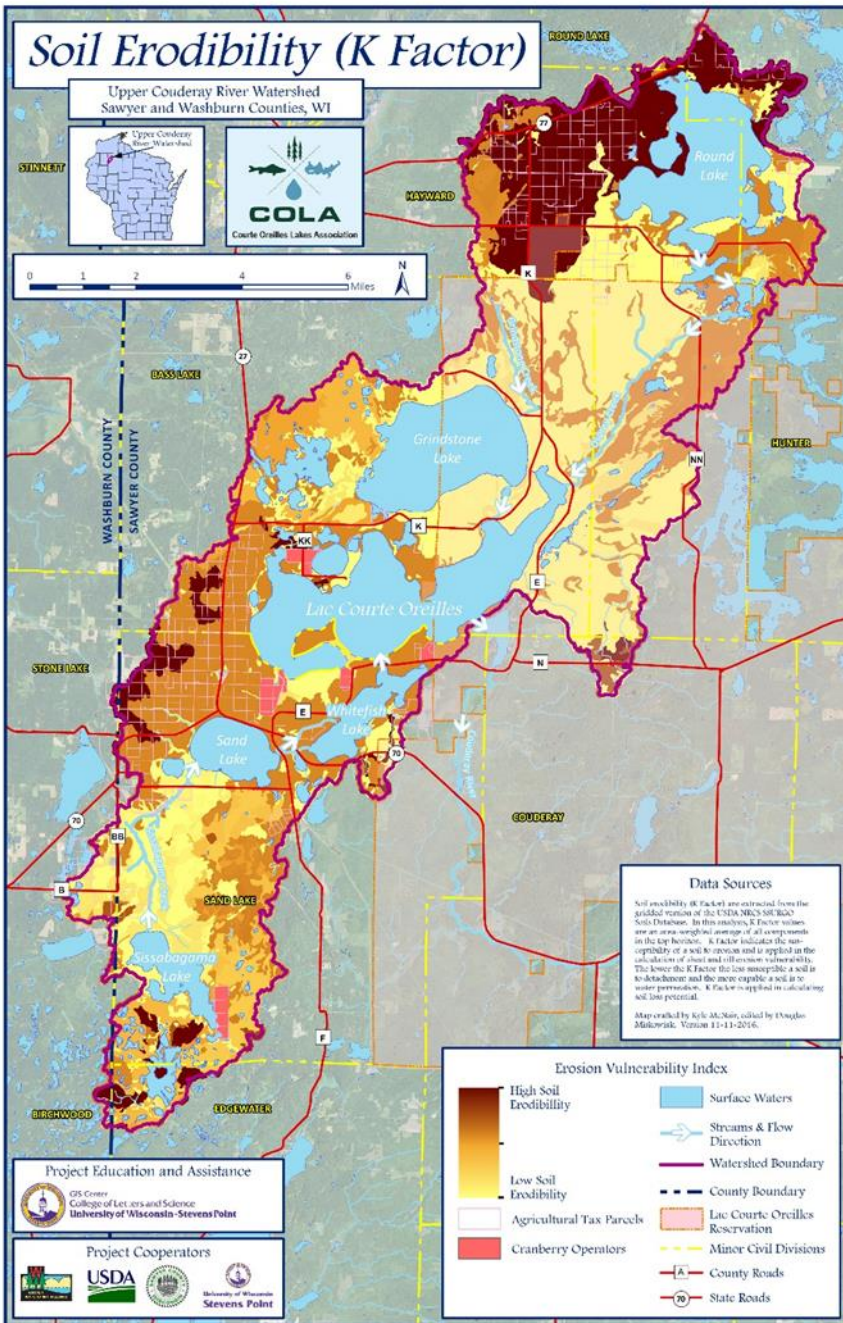 Soil Erodibility (K Factor)
Upper Couderay River Watershed
Sawyer and Washburn Counties, WI
Upper Couderay
River Watershed
COLA
Courte Oreilles Lakes Association
0 2 4 6
Miles
N
ROUND LAKE
STINNETT
HAYWARD
77
Round
Lake
K
27
BASS LAKE
WASHBURN COUNTY
SAWYER COUNTY
Grindstone
Lake
HUNTER
NN
KK
K
E
Lac Courte Oreilles
STONE LAKE
N
E
Whitefish
Lake
Sand
Lake
70
Couderay River
COUDERAY
70
BB
B
SAND LAKE
Sissabagama
Lake
F
BIRCHWOOD
EDGEWATER
Data Sources
Soil erodibility (K Factor) are extracted from the
gridded version of the USDA NRCS SSURGO
Soils Database. In this analysis, K Factor values
are an area-weighted average of all components
in the top horizon. K Factor indicates the sus-
ceptibility of a soil to erosion and is applied in the
calculation of sheet and rill erosion vulnerability.
The lower the K Factor the less susceptible a soil is
to detachment and the more capable a soil is to
water permeation. K Factor is applied in calculating
soil loss potential.
Map crafted by Kyle McNair, edited by Douglas
Miskowiak. Version 11-11-2016.
Erosion Vulnerability Index
High Soil
Erodibillity
Low Soil
Erodibility
Agricultural Tax Parcels
Cranberry Operators
Surface Waters
Streams & Flow
Direction
Watershed Boundary
County Boundary
Lac Courte Oreilles
Reservation
Minor Civil Divisions
A
County Roads
70
State Roads
Project Education and Assistance
GIS Center
College of Letters and Science
University of Wisconsin-Stevens Point
Project Cooperators
USDA
University of Wisconsin
Stevens Point